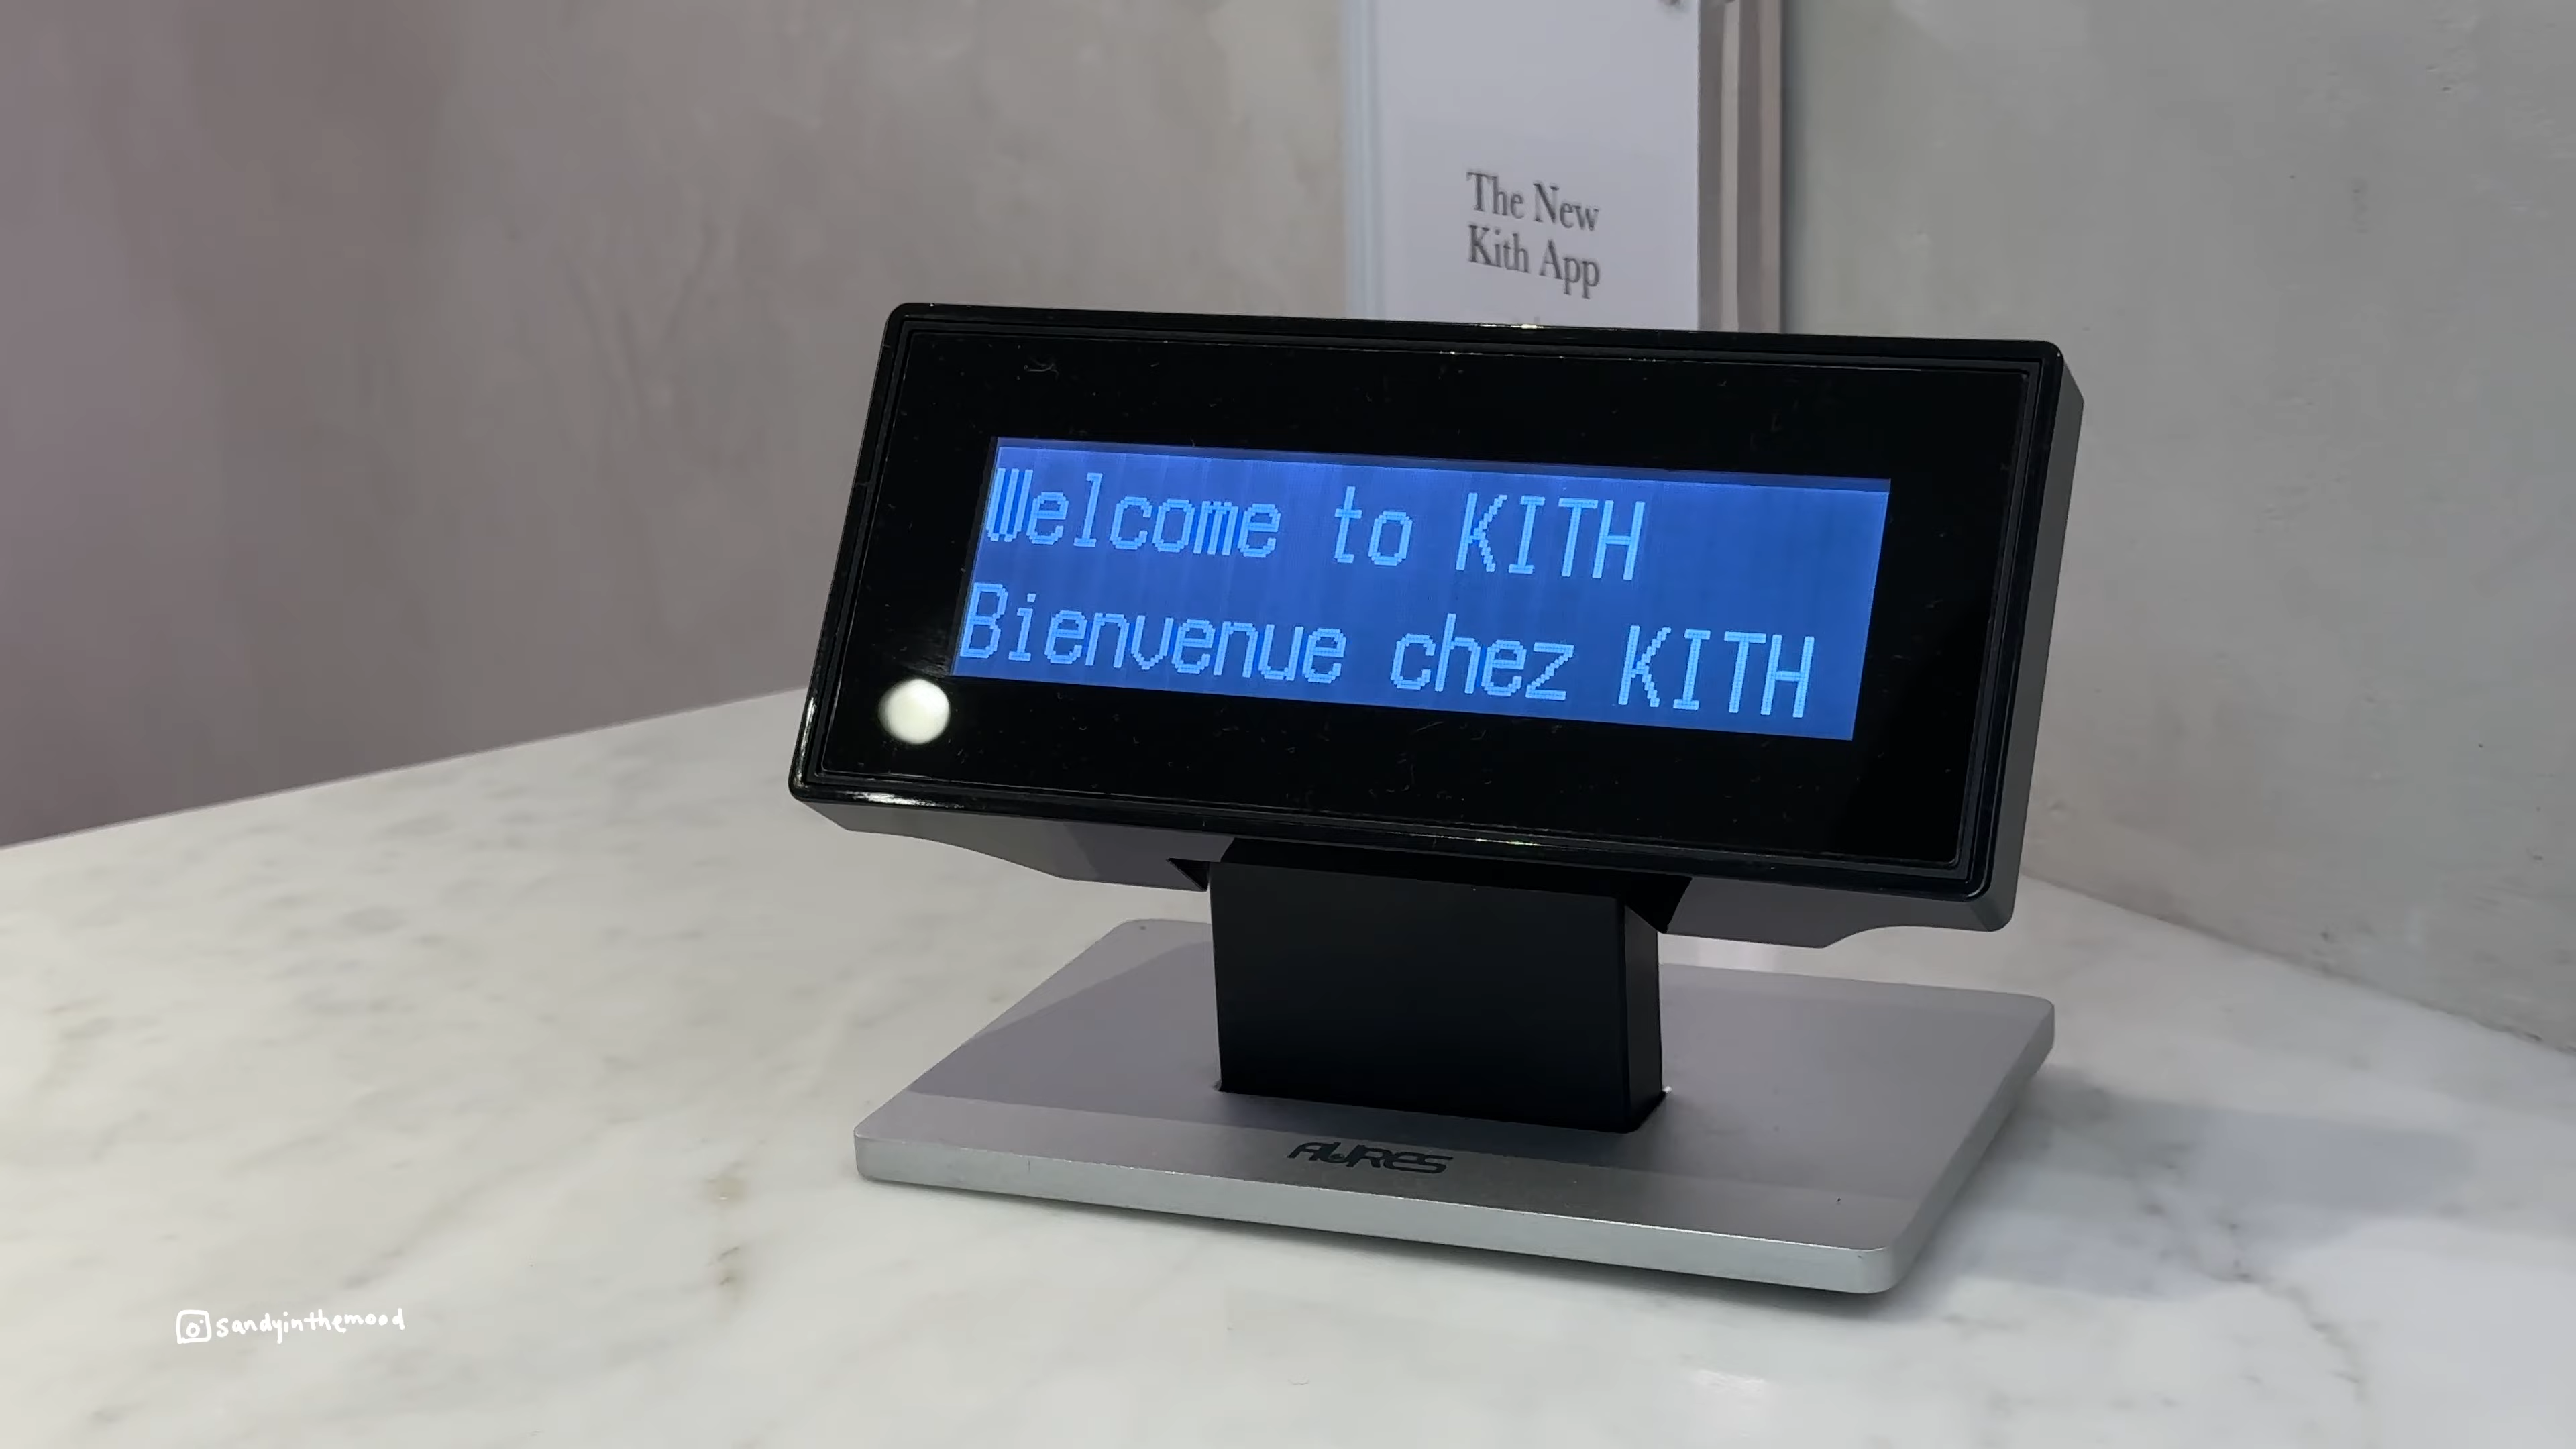 The New
Kith App
Welcome to KITH
Bienvenue chez KITH
AURES
sandyinthemood